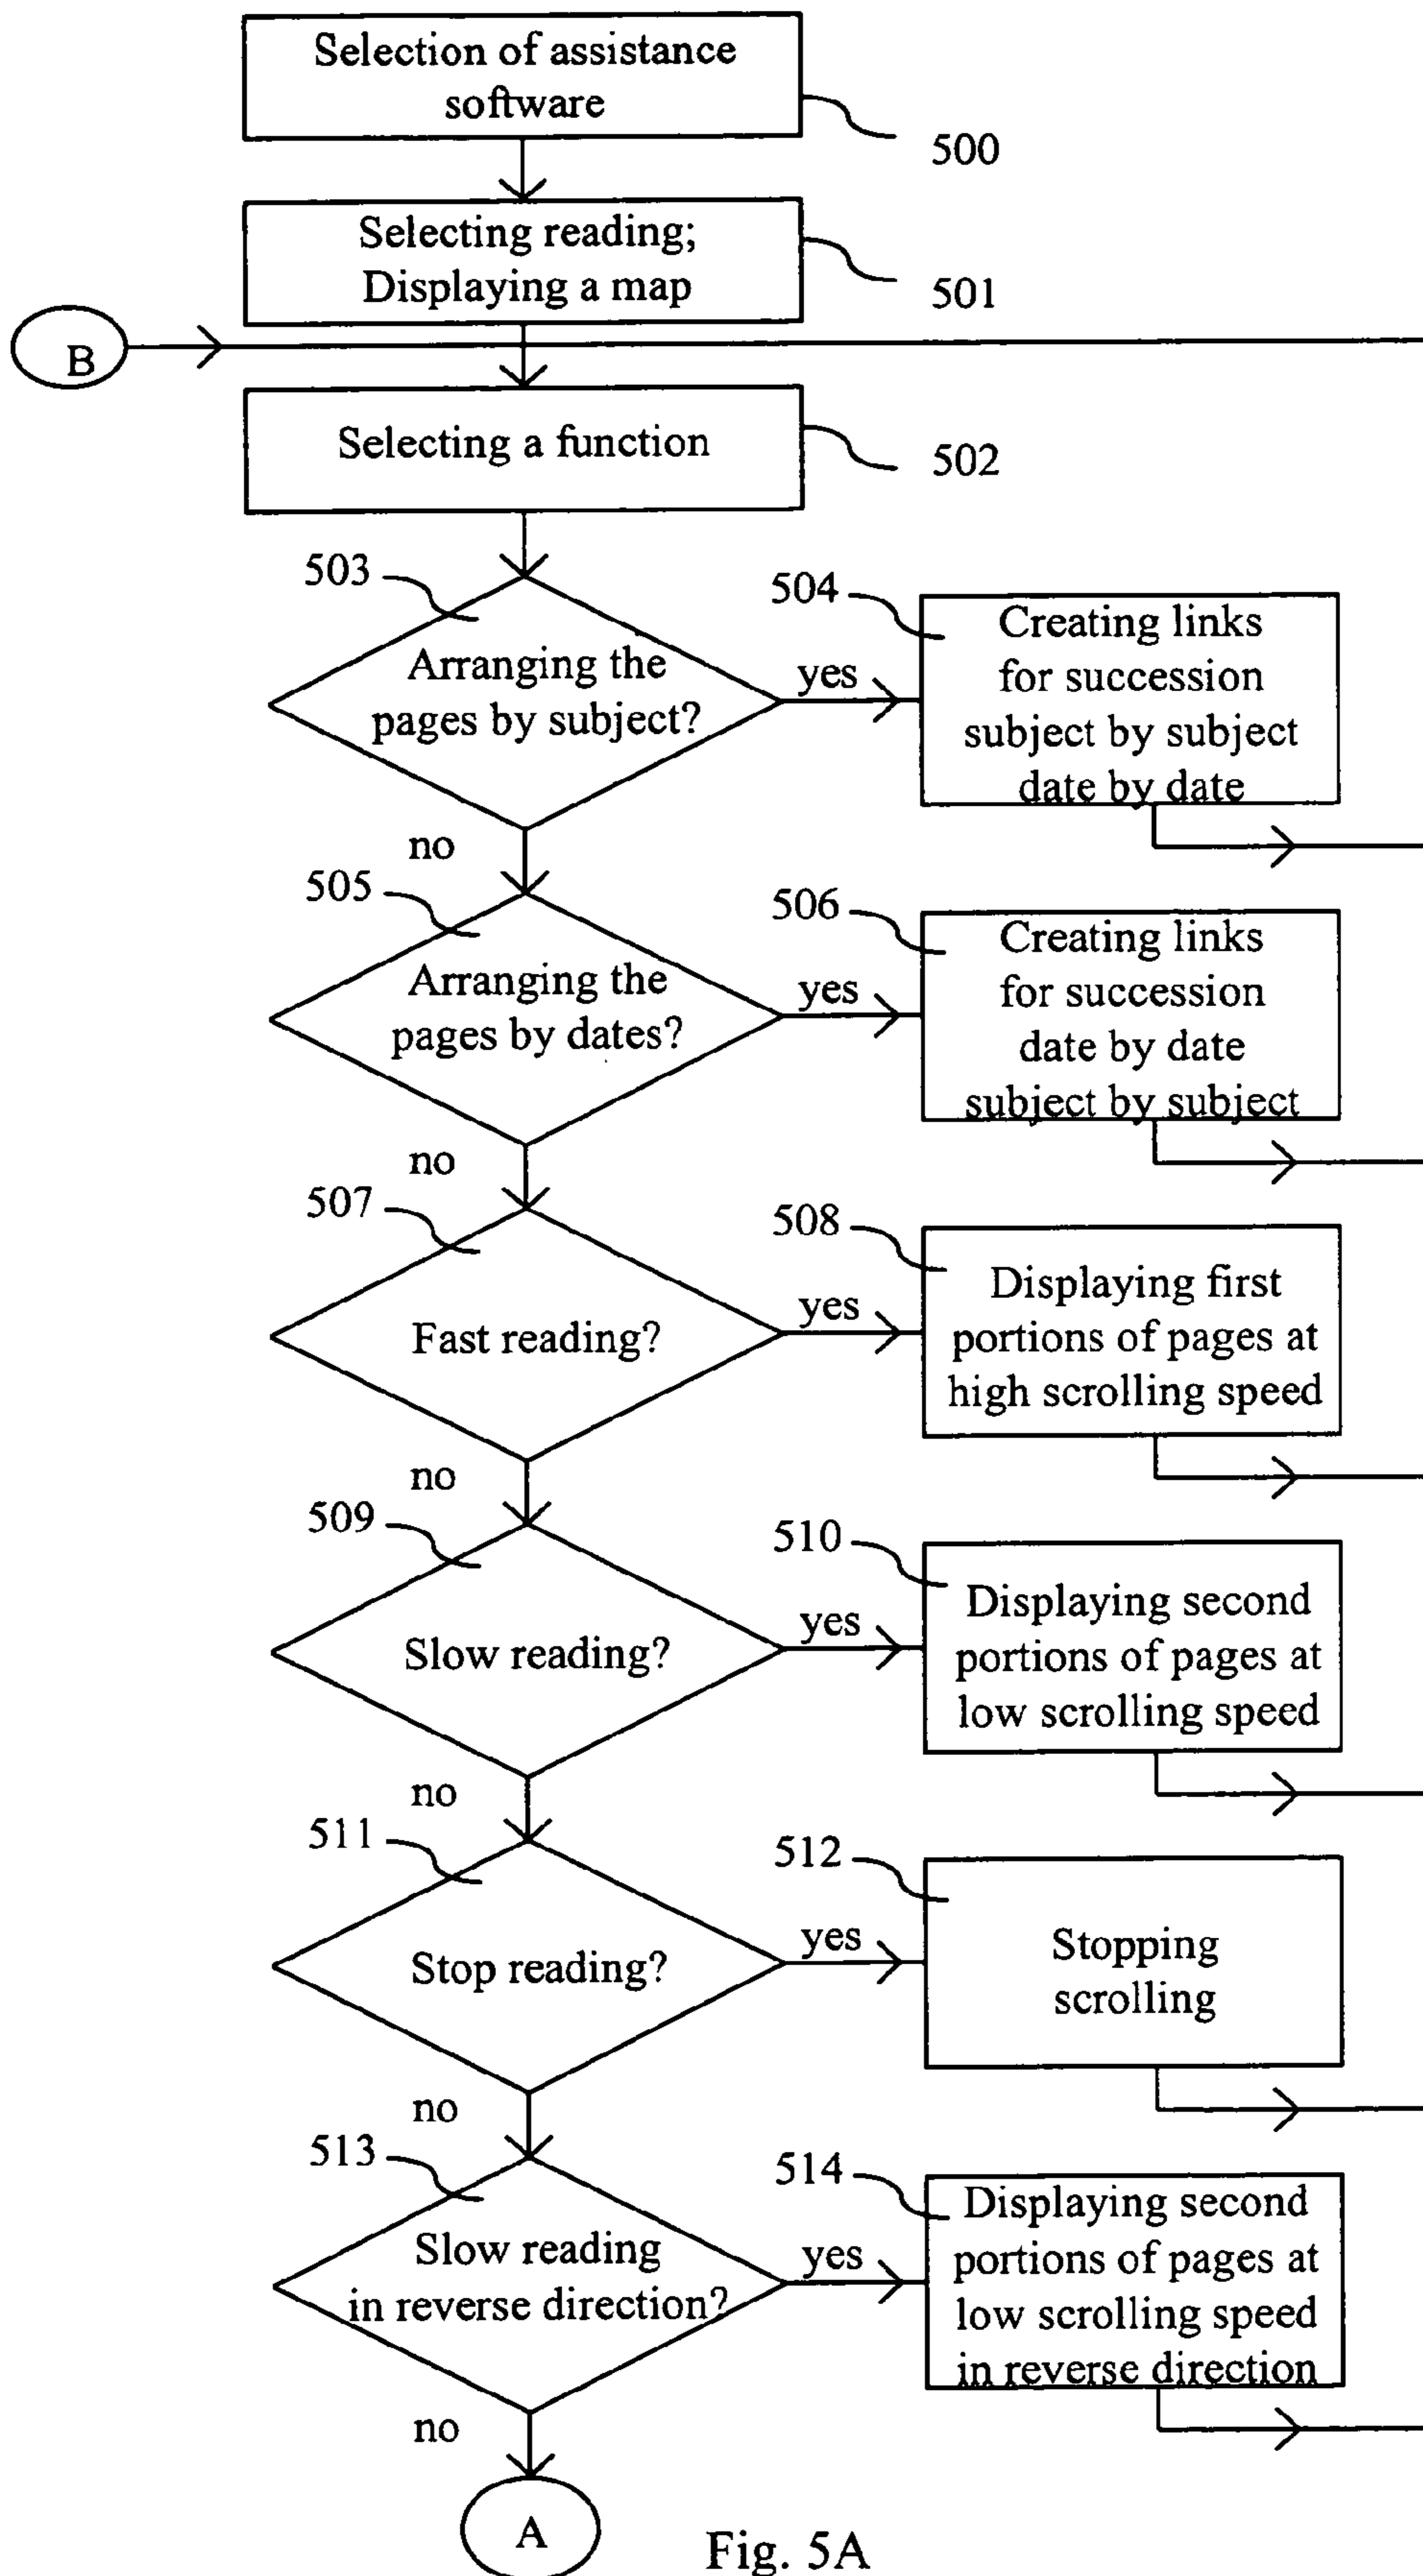 Selection of assistance
software
500
Selecting reading;
Displaying a map
501
B
Selecting a function
502
503
Arranging the
pages by subject?
yes
504
Creating links
for succession
subject by subject
date by date
no
505
Arranging the
pages by dates?
yes
506
Creating links
for succession
date by date
subject by subject
no
507
Fast reading?
yes
508
Displaying first
portions of pages at
high scrolling speed
no
509
Slow reading?
yes
510
Displaying second
portions of pages at
low scrolling speed
no
511
Stop reading?
yes
512
Stopping
scrolling
no
513
Slow reading
in reverse direction?
yes
514
Displaying second
portions of pages at
low scrolling speed
in reverse direction
no
A
Fig. 5A